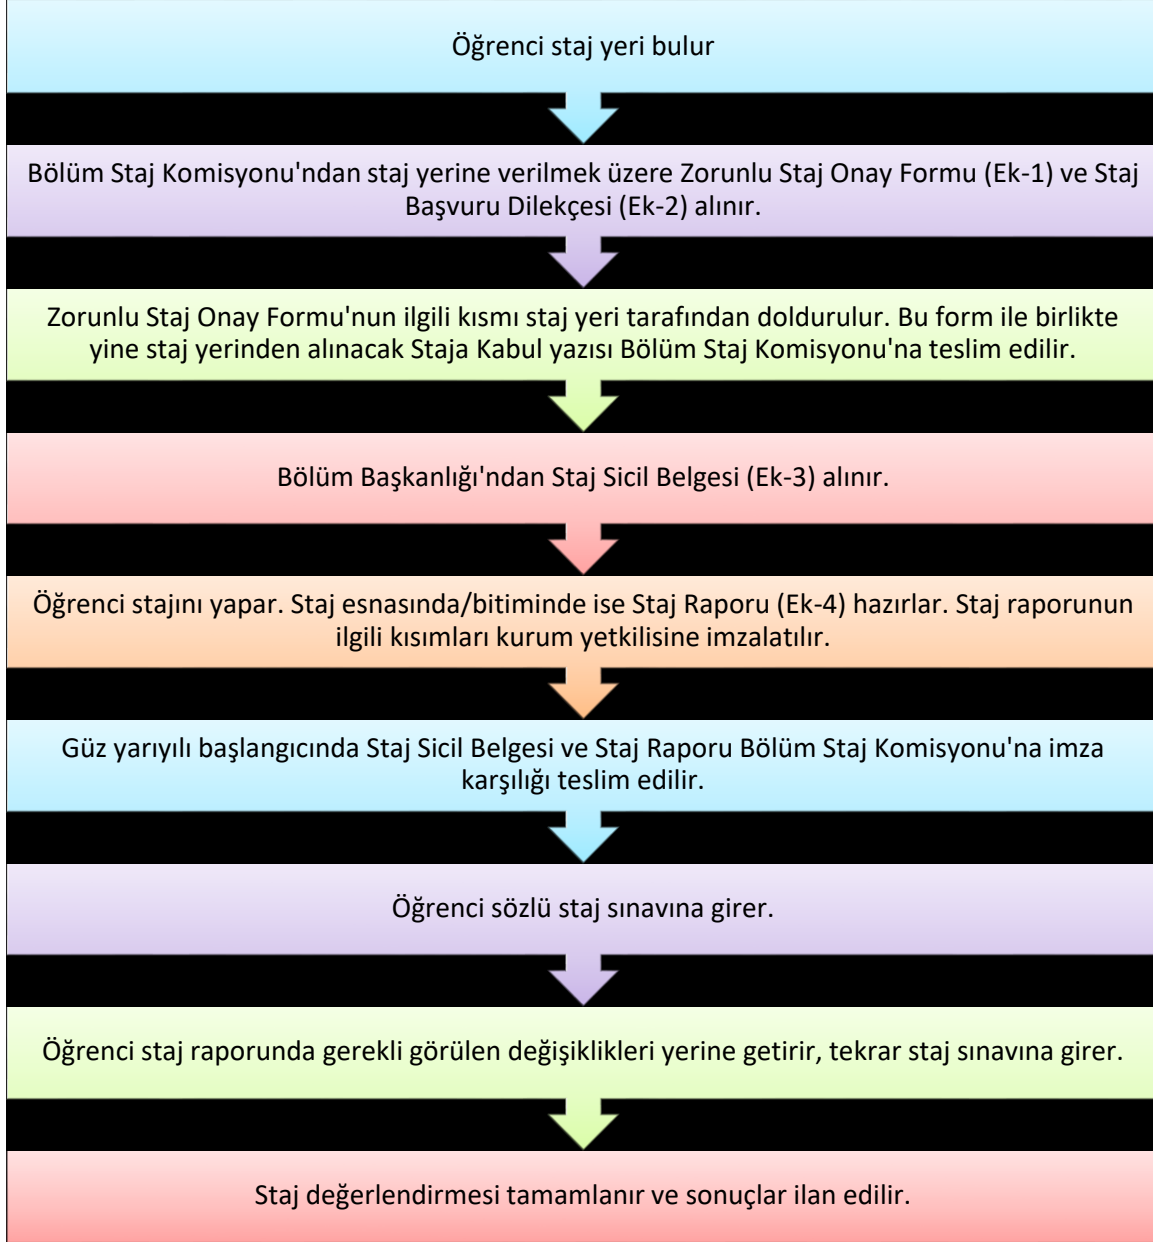 Öğrenci staj yeri bulur
Bölüm Staj Komisyonu'ndan staj yerine verilmek üzere Zorunlu Staj Onay Formu (Ek-1) ve Staj
Başvuru Dilekçesi (Ek-2) alınır.
Zorunlu Staj Onay Formu'nun ilgili kısmı staj yeri tarafından doldurulur. Bu form ile birlikte
yine staj yerinden alınacak Staja Kabul yazısı Bölüm Staj Komisyonu'na teslim edilir.
Bölüm Başkanlığı'ndan Staj Sicil Belgesi (Ek-3) alınır.
Öğrenci stajını yapar. Staj esnasında/bitiminde ise Staj Raporu (Ek-4) hazırlar. Staj raporunun
ilgili kısımları kurum yetkilisine imzalatılır.
Güz yarıyılı başlangıcında Staj Sicil Belgesi ve Staj Raporu Bölüm Staj Komisyonu'na imza
karşılığı teslim edilir.
Öğrenci sözlü staj sınavına girer.
Öğrenci staj raporunda gerekli görülen değişiklikleri yerine getirir, tekrar staj sınavına girer.
Staj değerlendirmesi tamamlanır ve sonuçlar ilan edilir.